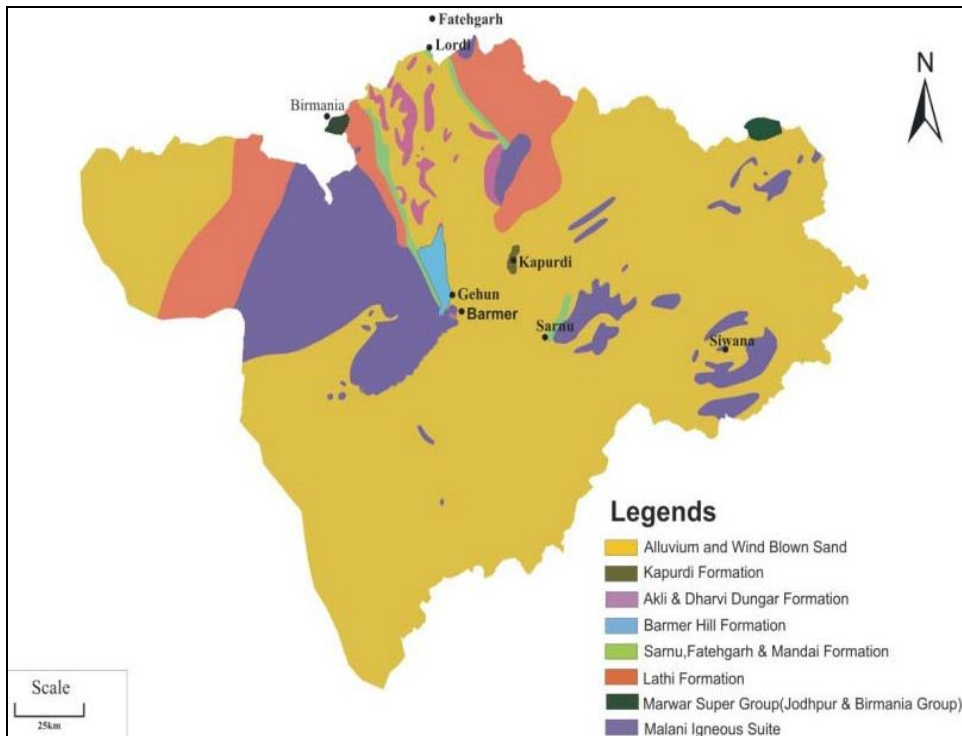 Fatehgarh
Lordi
N
Birmania
Kapurdi
Gehun
Barmer
Sarnu
Siwana
Legends
Alluvium and Wind Blown Sand
Kapurdi Formation
Akli & Dharvi Dungar Formation
Barmer Hill Formation
Sarnu,Fatehgarh & Mandai Formation
Lathi Formation
Marwar Super Group(Jodhpur & Birmania Group)
Malani Igneous Suite
Scale
25km